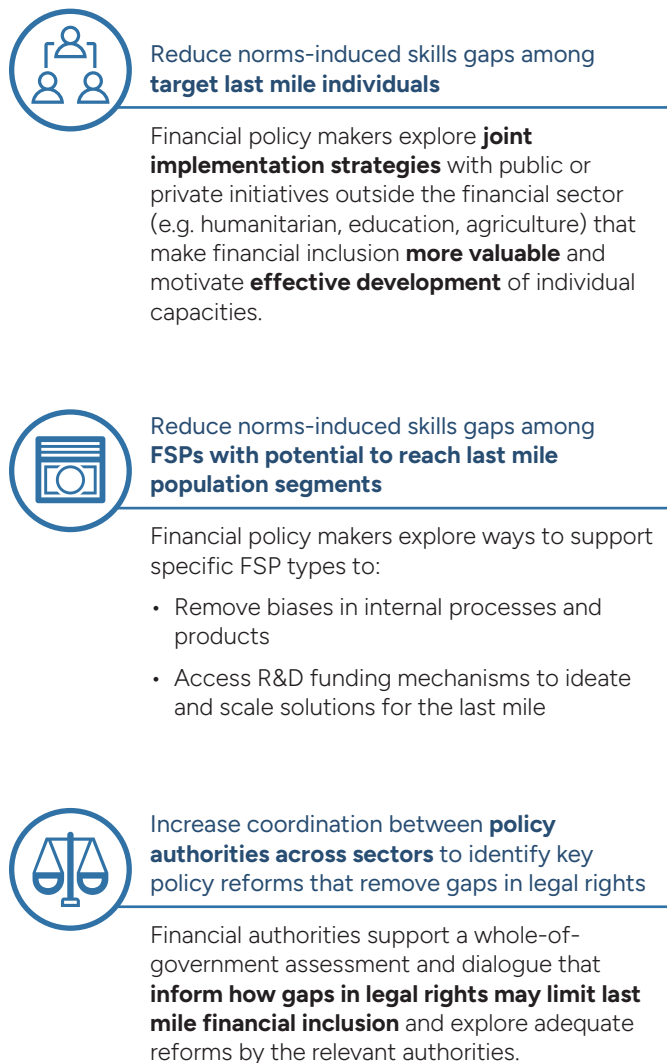 Reduce norms-induced skills gaps among
target last mile individuals
Financial policy makers explore joint
implementation strategies with public or
private initiatives outside the financial sector
(e.g. humanitarian, education, agriculture) that
make financial inclusion more valuable and
motivate effective development of individual
capacities.
Reduce norms-induced skills gaps among
FSPs with potential to reach last mile
population segments
Financial policy makers explore ways to support
specific FSP types to:
• Remove biases in internal processes and
products
• Access R&D funding mechanisms to ideate
and scale solutions for the last mile
Increase coordination between policy
authorities across sectors to identify key
policy reforms that remove gaps in legal rights
Financial authorities support a whole-of-
government assessment and dialogue that
inform how gaps in legal rights may limit last
mile financial inclusion and explore adequate
reforms by the relevant authorities.